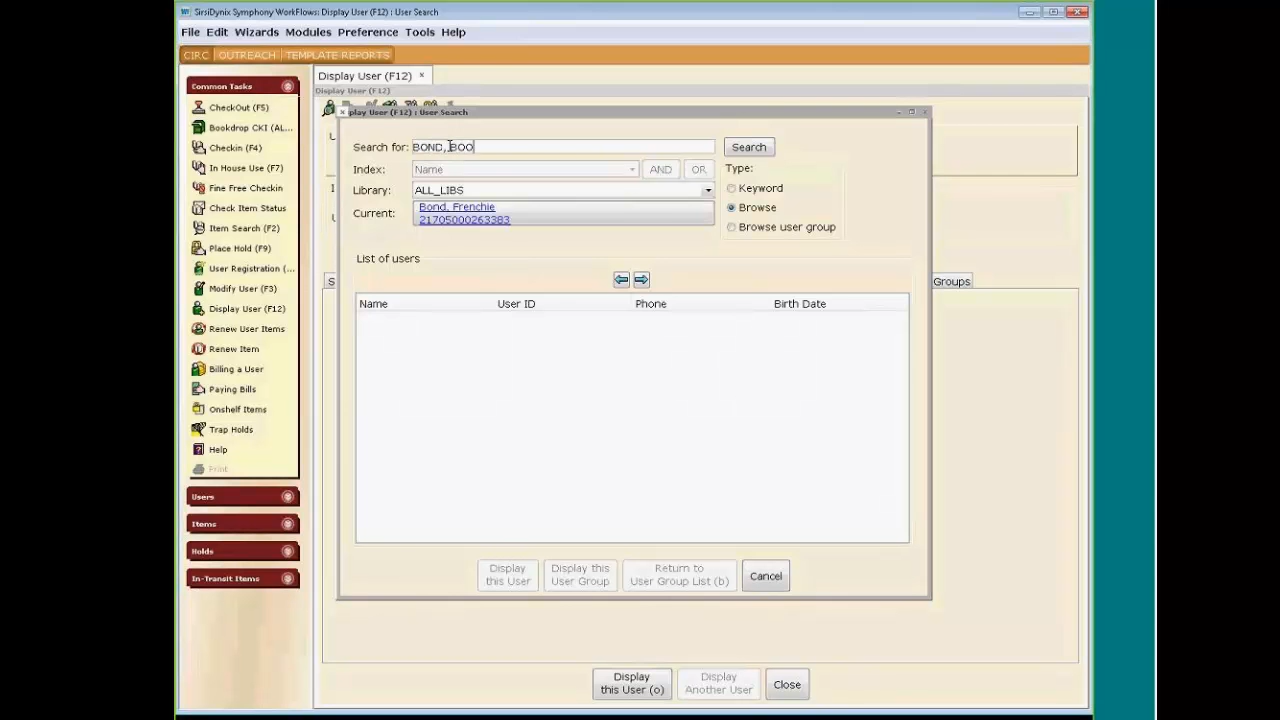 SirsiDynix Symphony WorkFlows: Display User (F12) : User Search
File Edit Wizards Modules Preference Tools Help
CIRC OUTREACH TEMPLATE REPORTS
Common Tasks
CheckOut (F5)
Bookdrop CKI (AL...
Checkin (F4)
In House Use (F7)
Fine Free Checkin
Check Item Status
Item Search (F2)
Place Hold (F9)
User Registration (...
Modify User (F3)
Display User (F12)
Renew User Items
Renew Item
Billing a User
Paying Bills
Onshelf Items
Trap Holds
Help
Print
Users
Items
Holds
In-Transit Items
Display User (F12)
Display User (F12)
play User (F12) : User Search
Search for: BOND, BOO
Search
Index: Name
AND OR
Library: ALL_LIBS
Current: Bond, Frenchie
21705000263383
Type:
Keyword
Browse
Browse user group
List of users
Name User ID Phone Birth Date
Groups
Display
this User
Display this
User Group
Return to
User Group List (b)
Cancel
Display
this User (o)
Display
Another User
Close